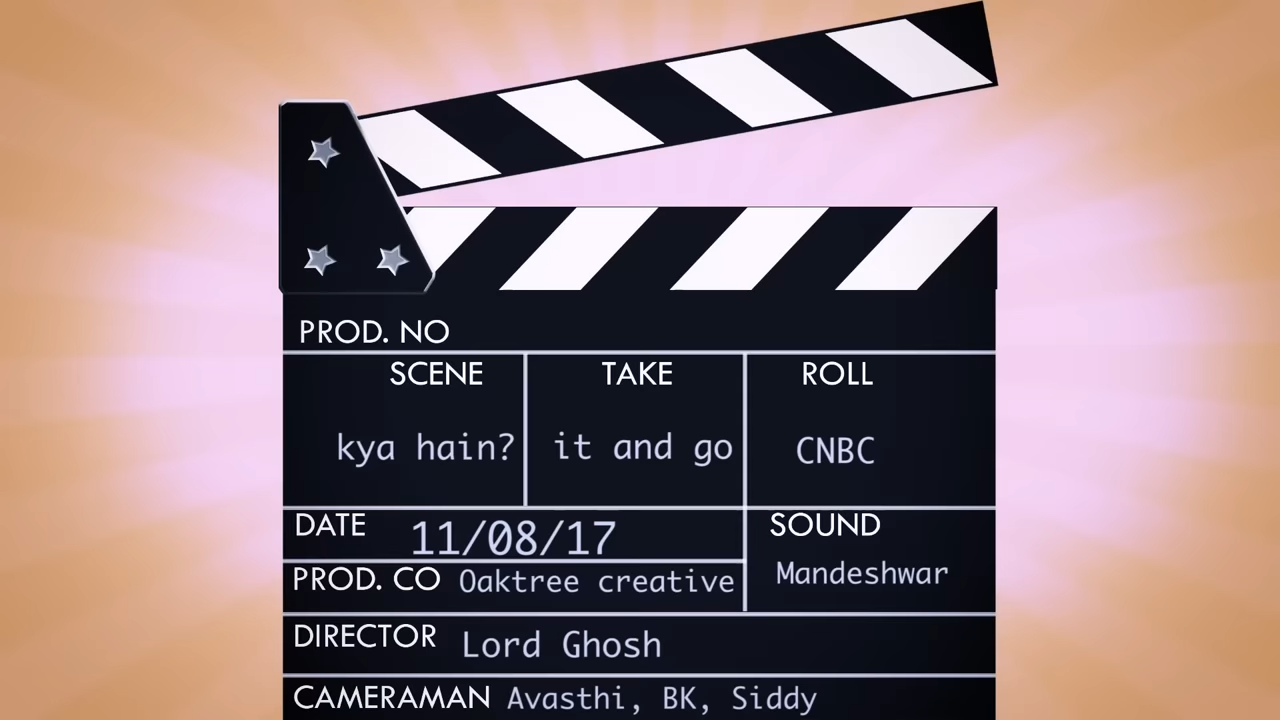 PROD. NO
SCENE TAKE ROLL
kya hain? it and go CNBC
DATE 11/08/17 SOUND
PROD. CO Oaktree creative Mandeshwar
DIRECTOR Lord Ghosh
CAMERAMAN Avasthi, BK, Siddy